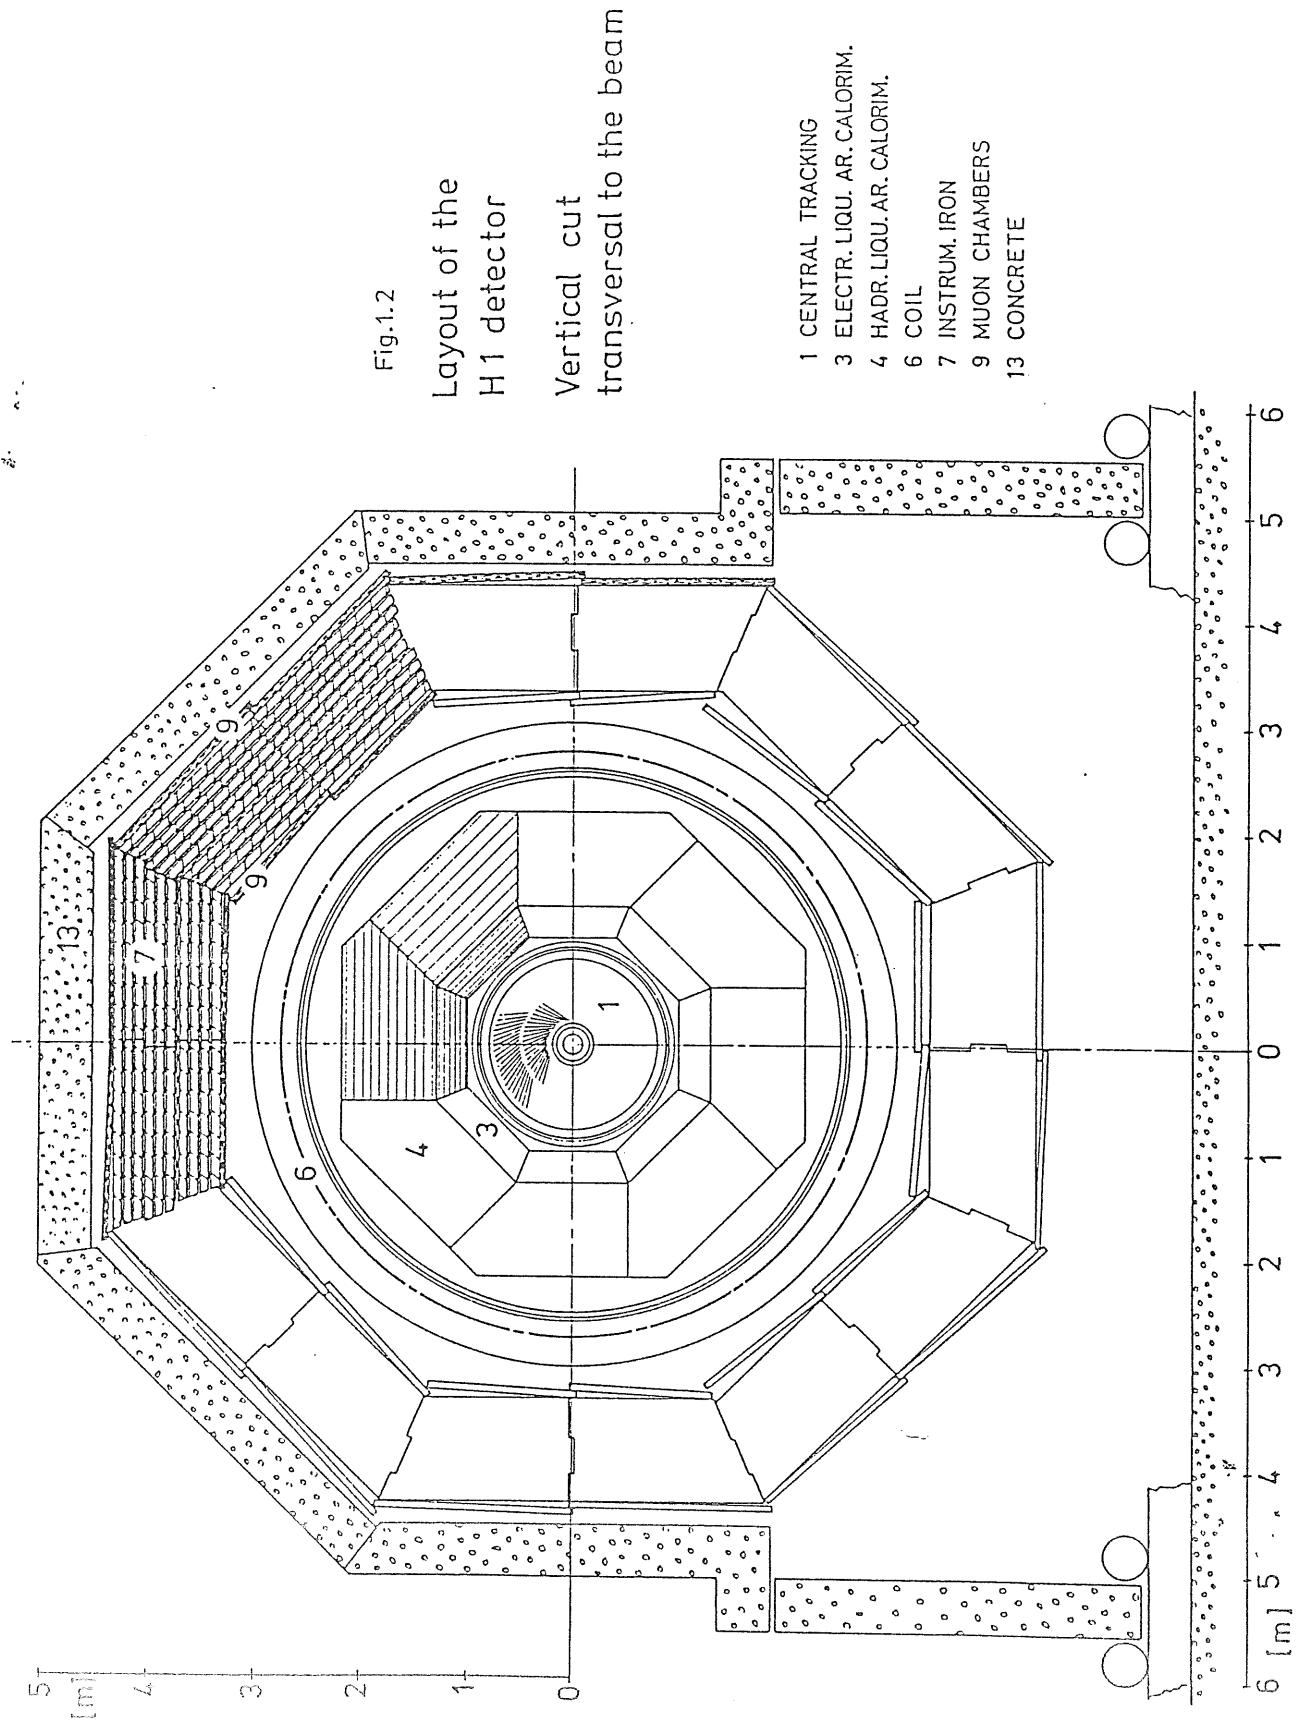 Fig.1.2
Layout of the
H1 detector
Vertical cut
transversal to the beam
1 CENTRAL TRACKING
3 ELECTR. LIQU. AR. CALORIM.
4 HADR. LIQU. AR. CALORIM.
6 COIL
7 INSTRUM. IRON
9 MUON CHAMBERS
13 CONCRETE
5
[m]
4
3
2
1
0
13
7
9
9
6
4
3
1
6 5 4 3 2 1 0 1 2 3 4 5 6
[m]